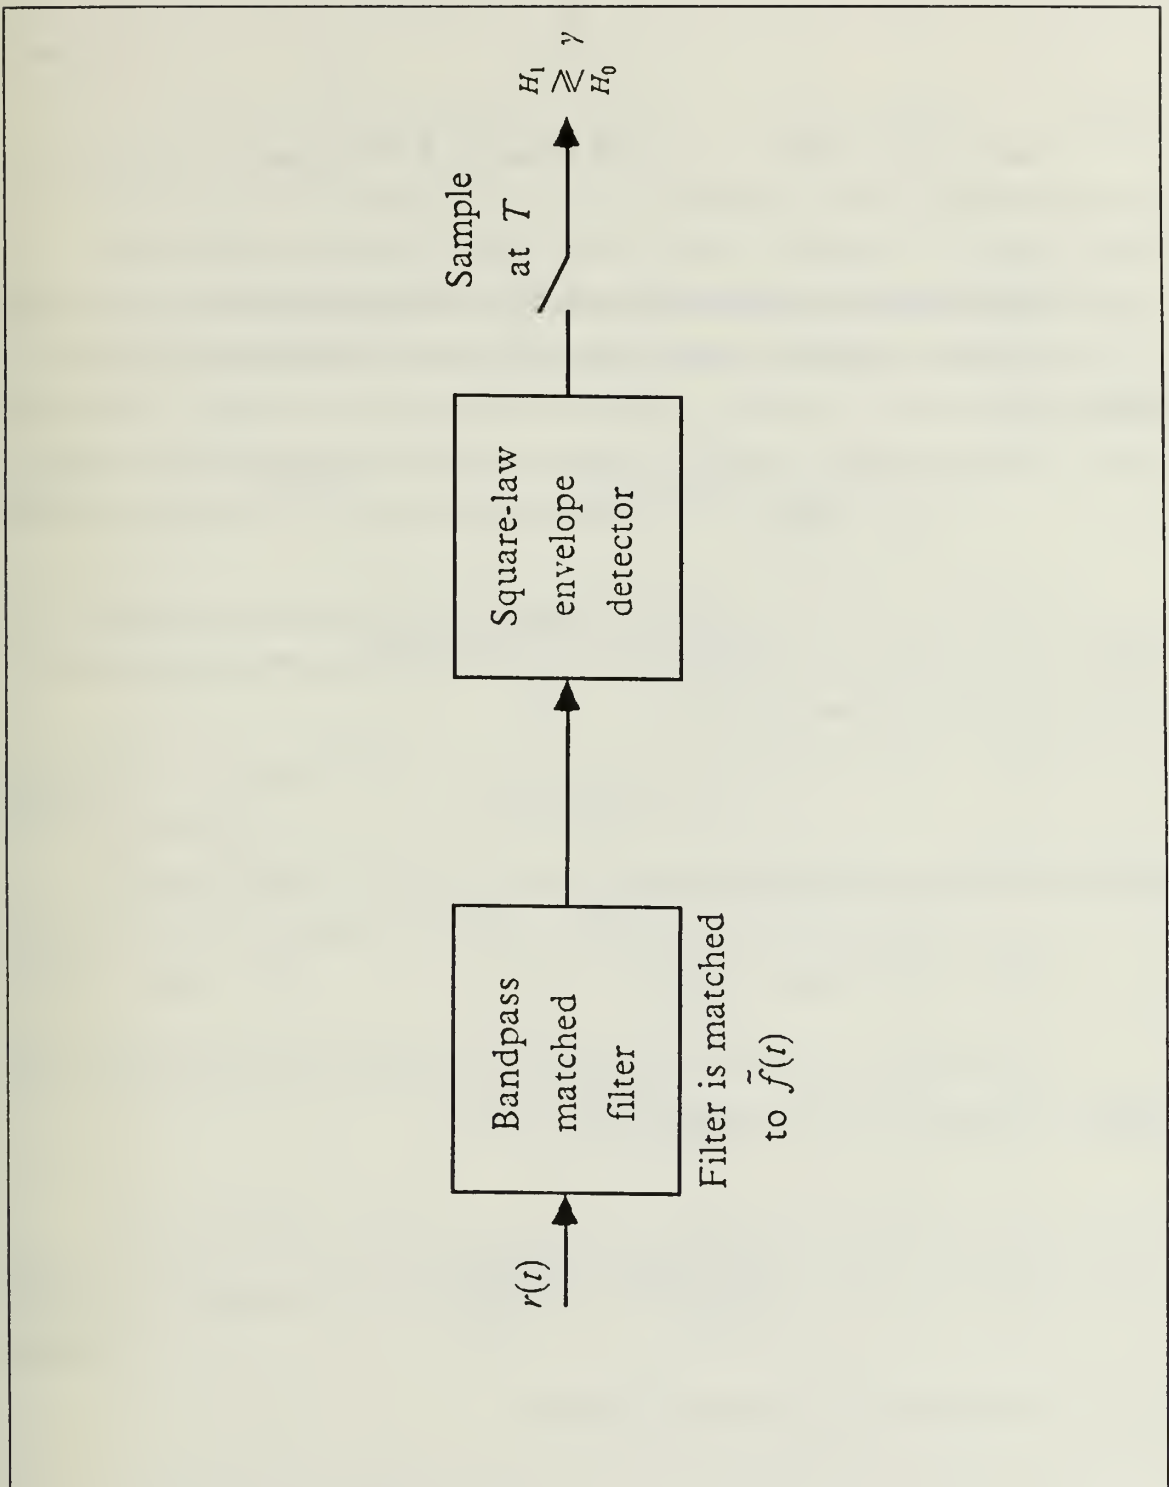 r(t)
Bandpass
matched
filter
Filter is matched
to f̃(t)
Square-law
envelope
detector
Sample
at T
H₁
≷ γ
H₀